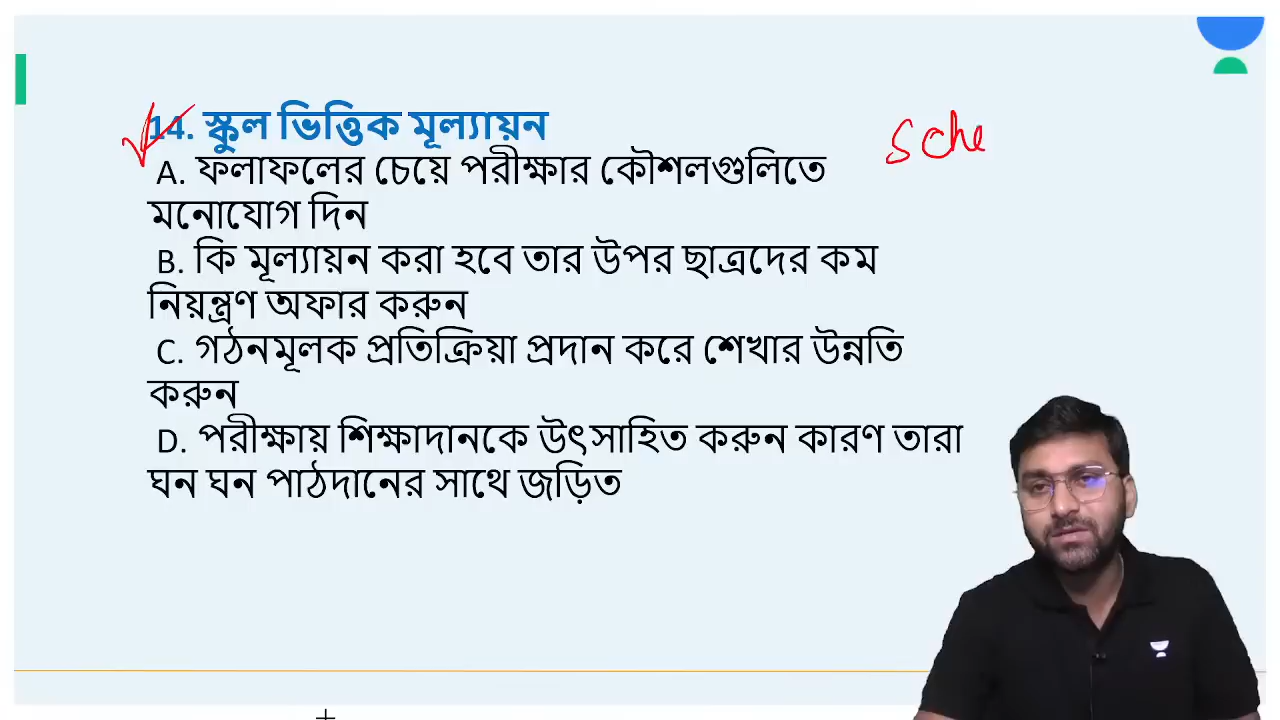 14. স্কুল ভিত্তিক মূল্যায়ন
sche
A. ফলাফলের চেয়ে পরীক্ষার কৌশলগুলিতে
মনোযোগ দিন
B. কি মূল্যায়ন করা হবে তার উপর ছাত্রদের কম
নিয়ন্ত্রণ অফার করুন
C. গঠনমূলক প্রতিক্রিয়া প্রদান করে শেখার উন্নতি
করুন
D. পরীক্ষায় শিক্ষাদানকে উৎসাহিত করুন কারণ তারা
ঘন ঘন পাঠদানের সাথে জড়িত